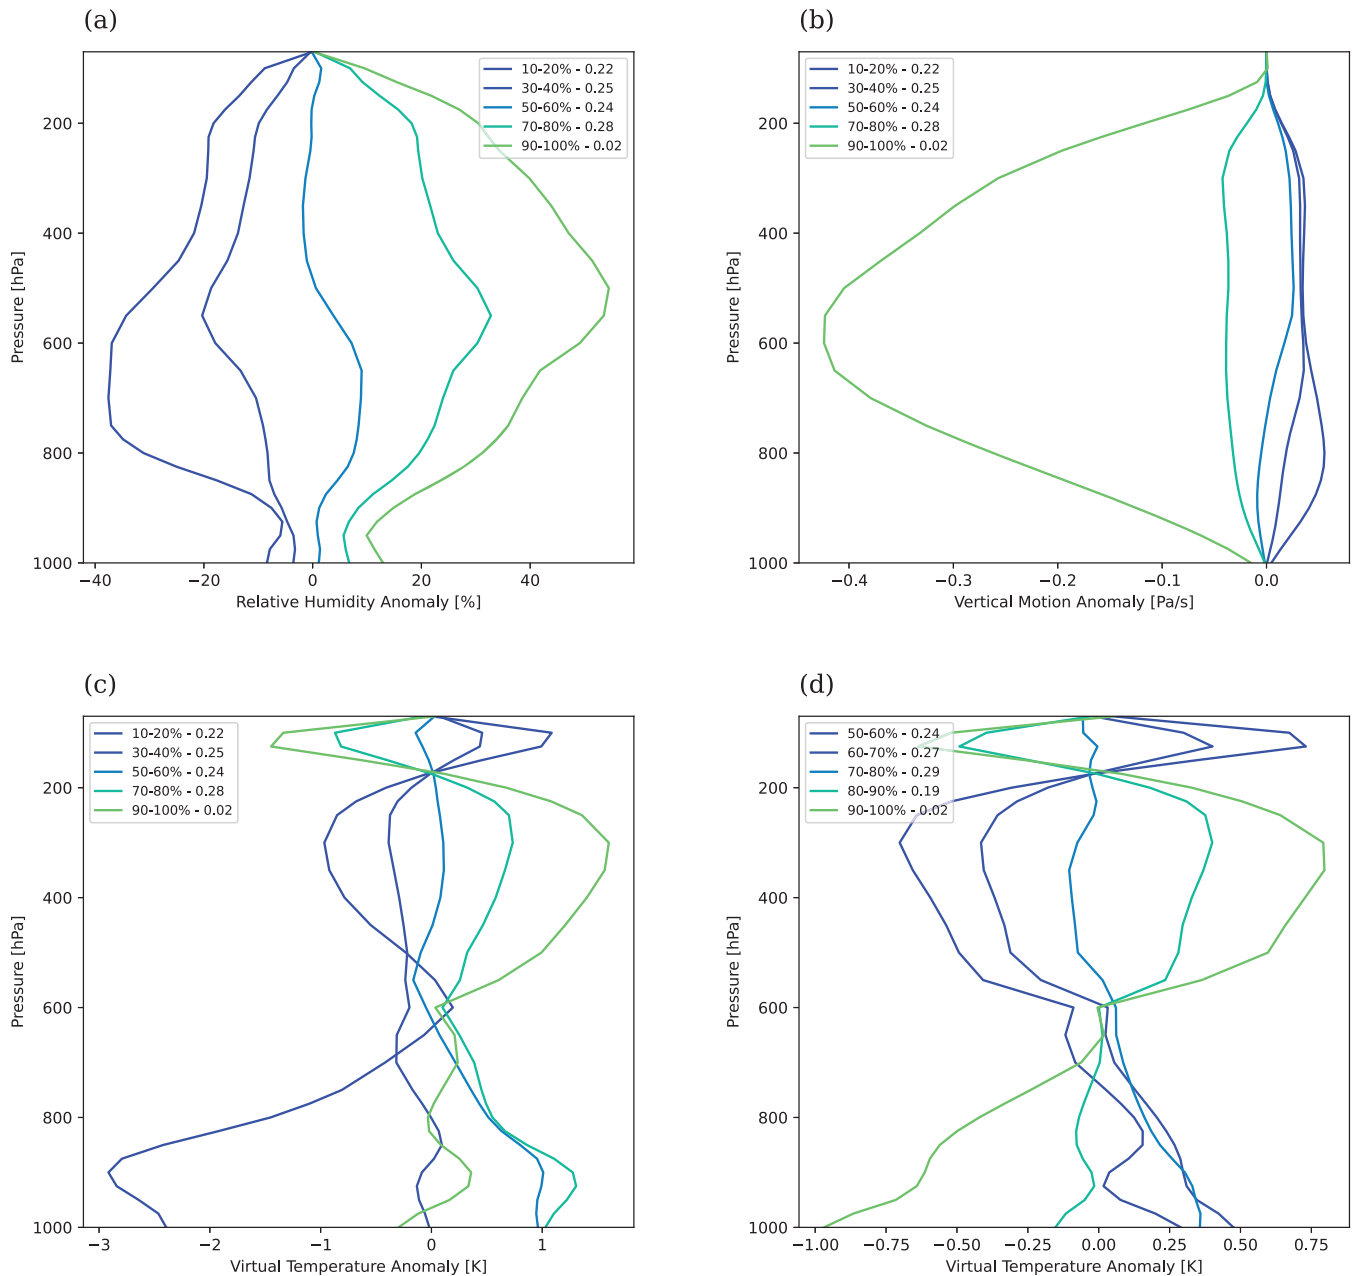 (a)
10-20% - 0.22
30-40% - 0.25
50-60% - 0.24
70-80% - 0.28
90-100% - 0.02
200
400
600
800
1000
Pressure [hPa]
−40 −20 0 20 40
Relative Humidity Anomaly [%]
(b)
10-20% - 0.22
30-40% - 0.25
50-60% - 0.24
70-80% - 0.28
90-100% - 0.02
200
400
600
800
1000
Pressure [hPa]
−0.4 −0.3 −0.2 −0.1 0.0
Vertical Motion Anomaly [Pa/s]
(c)
10-20% - 0.22
30-40% - 0.25
50-60% - 0.24
70-80% - 0.28
90-100% - 0.02
200
400
600
800
1000
Pressure [hPa]
−3 −2 −1 0 1
Virtual Temperature Anomaly [K]
(d)
50-60% - 0.24
60-70% - 0.27
70-80% - 0.29
80-90% - 0.19
90-100% - 0.02
200
400
600
800
1000
Pressure [hPa]
−1.00 −0.75 −0.50 −0.25 0.00 0.25 0.50 0.75
Virtual Temperature Anomaly [K]